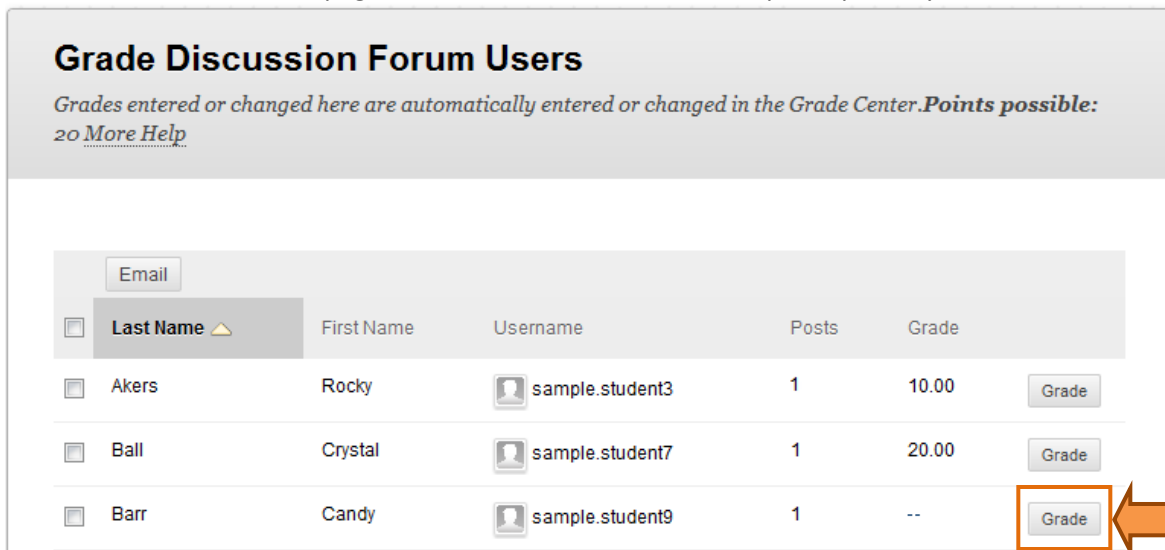 Grade Discussion Forum Users
Grades entered or changed here are automatically entered or changed in the Grade Center.Points possible:
20 More Help
Email
Last Name First Name Username Posts Grade
Akers Rocky sample.student3 1 10.00 Grade
Ball Crystal sample.student7 1 20.00 Grade
Barr Candy sample.student9 1 -- Grade